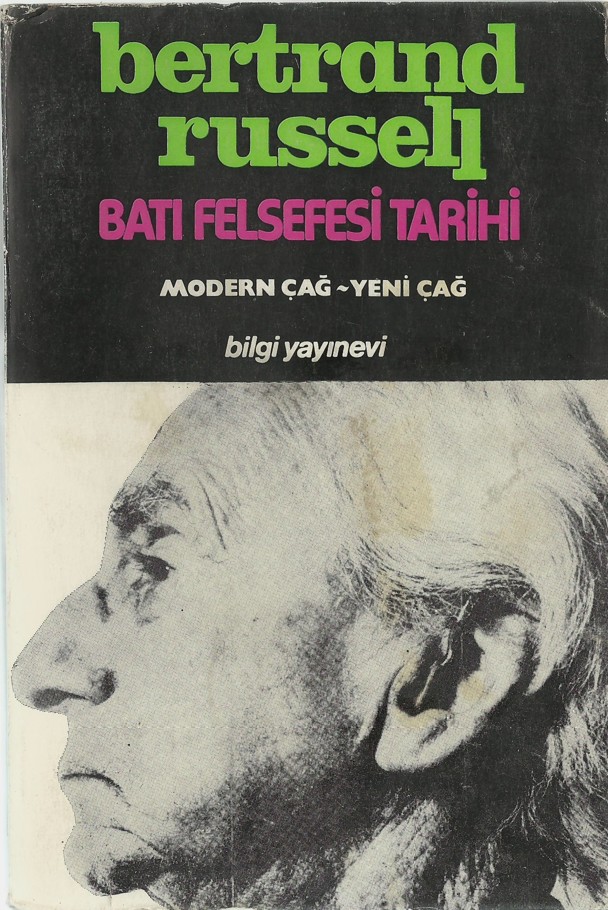 bertrand
russell
BATI FELSEFESİ TARİHİ
MODERN ÇAĞ ~ YENİ ÇAĞ
bilgi yayınevi